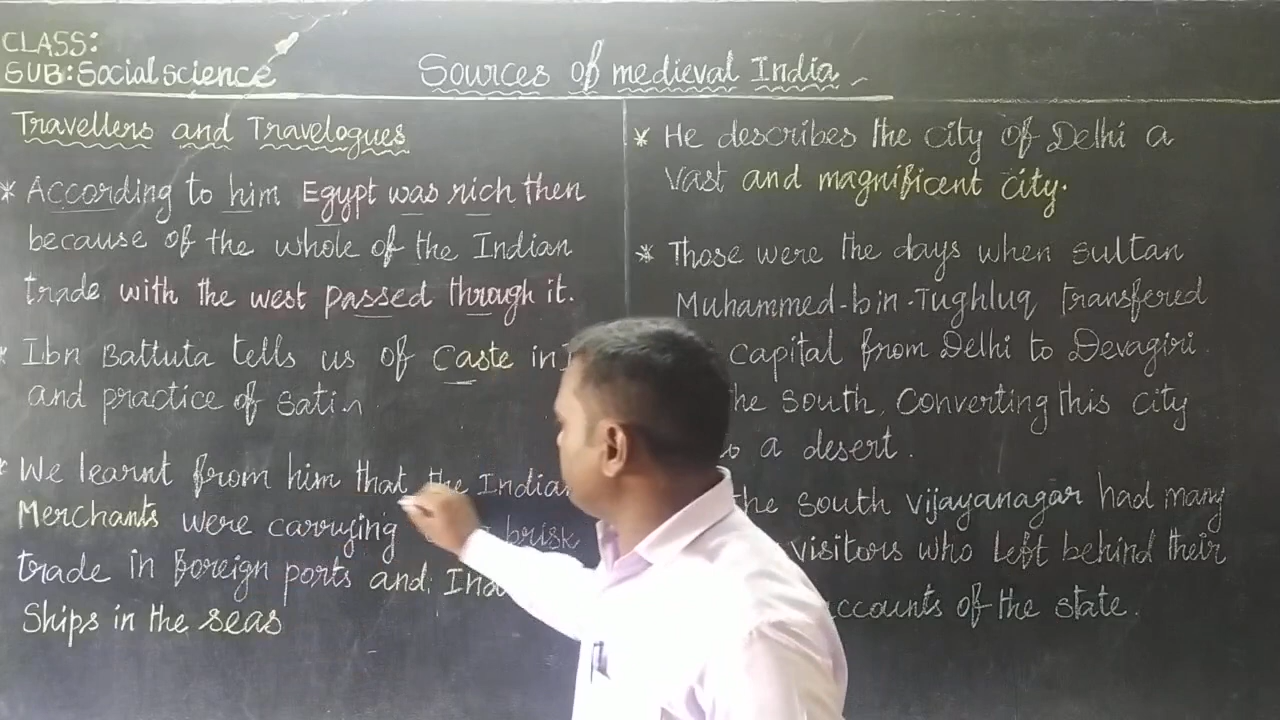 CLASS:
SUB: Social science
Sources of medieval India
Travellers and Travelogues
* According to him Egypt was rich then
because of the whole of the Indian
trade with the west passed through it.
* Ibn Battuta tells us of Caste in
and practice of sati
* We learnt from him that the Indian
Merchants were carrying brisk
trade in foreign ports and
Ships in the seas
* He describes the city of Delhi a
vast and magnificent city.
* Those were the days when sultan
Muhammed-bin-Tughluq transfered
capital from Delhi to Devagiri
the south, converting this city
a desert.
the south vijayanagar had many
visitors who left behind their
accounts of the state.